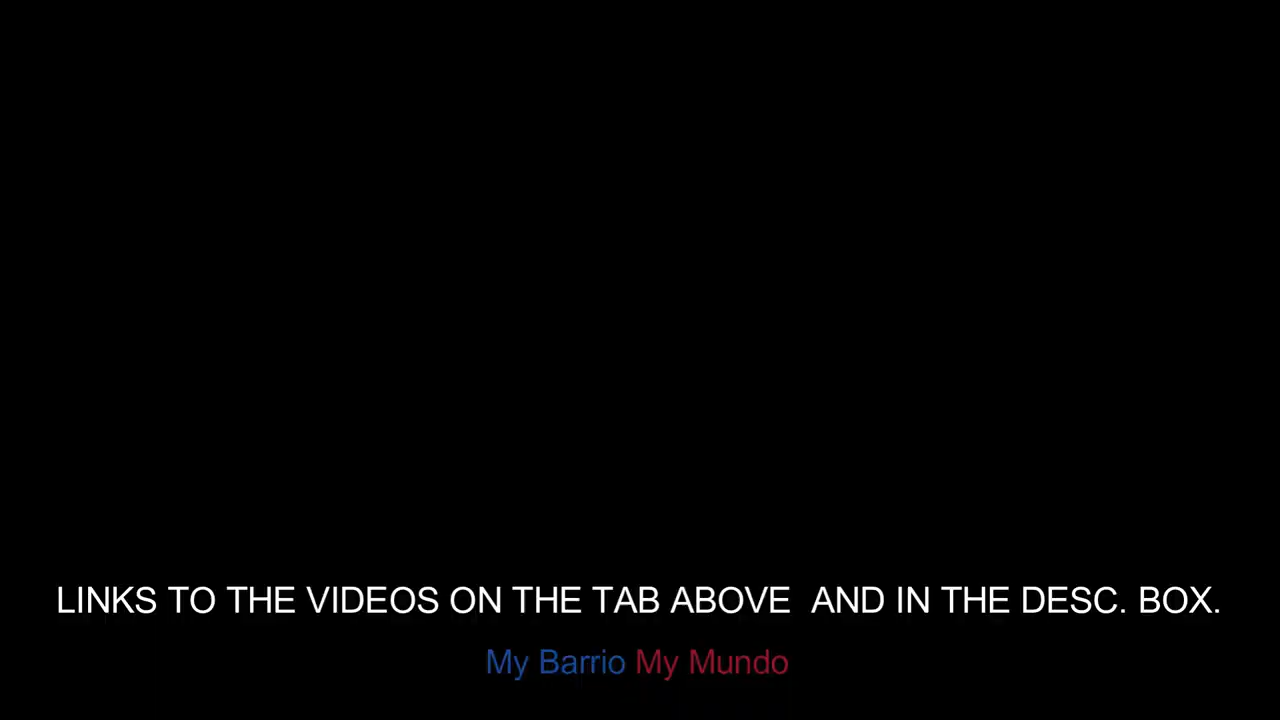 LINKS TO THE VIDEOS ON THE TAB ABOVE  AND IN THE DESC. BOX.
My Barrio My Mundo